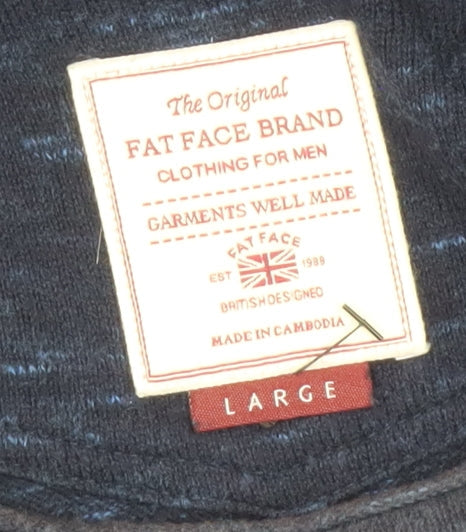 The Original
FAT FACE BRAND
CLOTHING FOR MEN
GARMENTS WELL MADE
FAT FACE
EST 1988
BRITISH DESIGNED
MADE IN CAMBODIA
LARGE